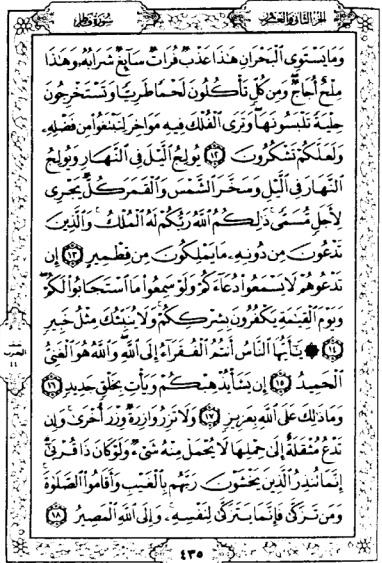 الجزء الثاني والعشرون
سورة فاطر
وَمَا يَسْتَوِي الْبَحْرَانِ هَٰذَا عَذْبٌ فُرَاتٌ سَائِغٌ شَرَابُهُ وَهَٰذَا
مِلْحٌ أُجَاجٌ وَمِن كُلٍّ تَأْكُلُونَ لَحْمًا طَرِيًّا وَتَسْتَخْرِجُونَ
حِلْيَةً تَلْبَسُونَهَا وَتَرَى الْفُلْكَ فِيهِ مَوَاخِرَ لِتَبْتَغُوا مِن فَضْلِهِ
وَلَعَلَّكُمْ تَشْكُرُونَ ﴿١٢﴾ يُولِجُ اللَّيْلَ فِي النَّهَارِ وَيُولِجُ
النَّهَارَ فِي اللَّيْلِ وَسَخَّرَ الشَّمْسَ وَالْقَمَرَ كُلٌّ يَجْرِي
لِأَجَلٍ مُّسَمًّى ذَٰلِكُمُ اللَّهُ رَبُّكُمْ لَهُ الْمُلْكُ وَالَّذِينَ
تَدْعُونَ مِن دُونِهِ مَا يَمْلِكُونَ مِن قِطْمِيرٍ ﴿١٣﴾ إِن
تَدْعُوهُمْ لَا يَسْمَعُوا دُعَاءَكُمْ وَلَوْ سَمِعُوا مَا اسْتَجَابُوا لَكُمْ
وَيَوْمَ الْقِيَٰمَةِ يَكْفُرُونَ بِشِرْكِكُمْ وَلَا يُنَبِّئُكَ مِثْلُ خَبِيرٍ
﴿١٤﴾ ۞ يَٰأَيُّهَا النَّاسُ أَنتُمُ الْفُقَرَاءُ إِلَى اللَّهِ وَاللَّهُ هُوَ الْغَنِيُّ
الْحَمِيدُ ﴿١٥﴾ إِن يَشَأْ يُذْهِبْكُمْ وَيَأْتِ بِخَلْقٍ جَدِيدٍ ﴿١٦﴾
وَمَا ذَٰلِكَ عَلَى اللَّهِ بِعَزِيزٍ ﴿١٧﴾ وَلَا تَزِرُ وَازِرَةٌ وِزْرَ أُخْرَىٰ وَإِن
تَدْعُ مُثْقَلَةٌ إِلَىٰ حِمْلِهَا لَا يُحْمَلْ مِنْهُ شَيْءٌ وَلَوْ كَانَ ذَا قُرْبَىٰ
إِنَّمَا تُنذِرُ الَّذِينَ يَخْشَوْنَ رَبَّهُم بِالْغَيْبِ وَأَقَامُوا الصَّلَوٰةَ
وَمَن تَزَكَّىٰ فَإِنَّمَا يَتَزَكَّىٰ لِنَفْسِهِ وَإِلَى اللَّهِ الْمَصِيرُ ﴿١٨﴾
الحزب
٤٤
٤٣٥